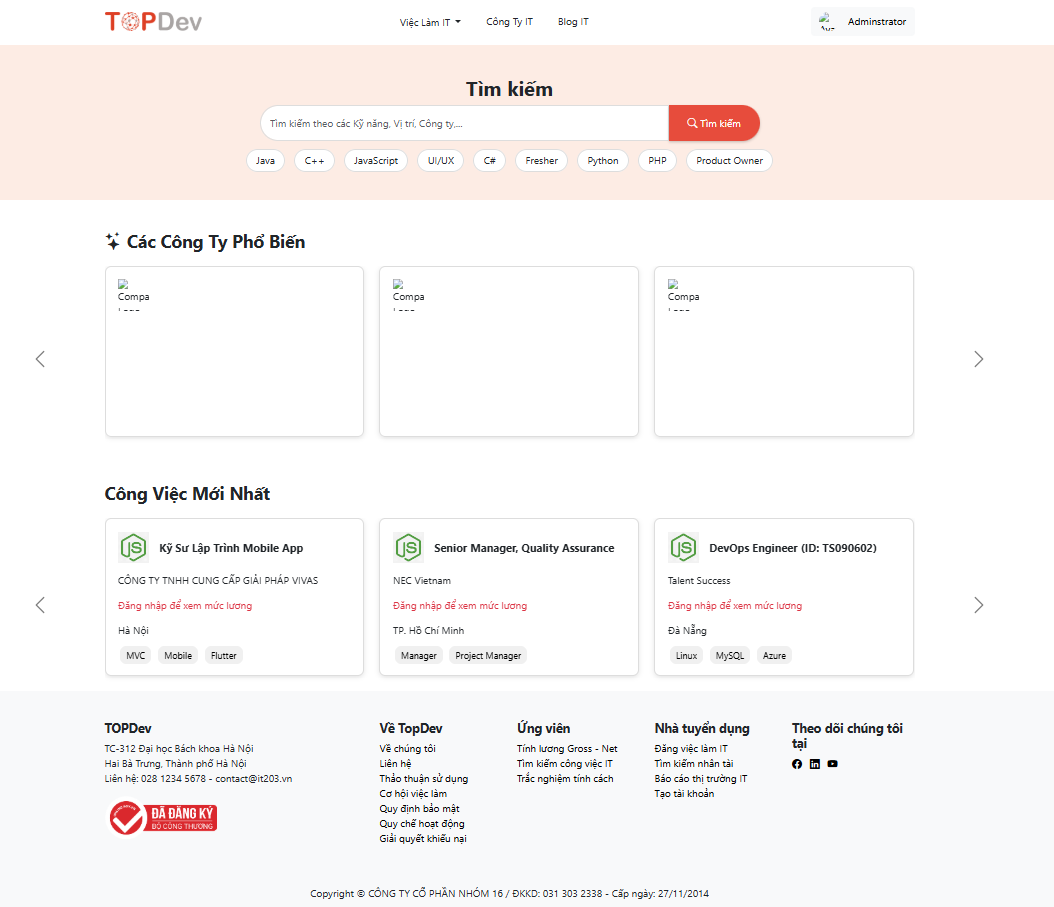 TOPDev
Việc Làm IT
Công Ty IT
Blog IT
Adminstrator
Tìm kiếm
Tìm kiếm theo các Kỹ năng, Vị trí, Công ty,...
Tìm kiếm
Java
C++
JavaScript
UI/UX
C#
Fresher
Python
PHP
Product Owner
Các Công Ty Phổ Biến
Compa
Compa
Compa
Công Việc Mới Nhất
JS
Kỹ Sư Lập Trình Mobile App
CÔNG TY TNHH CUNG CẤP GIẢI PHÁP VIVAS
Đăng nhập để xem mức lương
Hà Nội
MVC
Mobile
Flutter
JS
Senior Manager, Quality Assurance
NEC Vietnam
Đăng nhập để xem mức lương
TP. Hồ Chí Minh
Manager
Project Manager
JS
DevOps Engineer (ID: TS090602)
Talent Success
Đăng nhập để xem mức lương
Đà Nẵng
Linux
MySQL
Azure
TOPDev
TC-312 Đại học Bách khoa Hà Nội
Hai Bà Trưng, Thành phố Hà Nội
Liên hệ: 028 1234 5678 - contact@it203.vn
ĐÃ ĐĂNG KÝ
BỘ CÔNG THƯƠNG
Về TopDev
Về chúng tôi
Liên hệ
Thỏa thuận sử dụng
Cơ hội việc làm
Quy định bảo mật
Quy chế hoạt động
Giải quyết khiếu nại
Ứng viên
Tính lương Gross - Net
Tìm kiếm công việc IT
Trắc nghiệm tính cách
Nhà tuyển dụng
Đăng việc làm IT
Tìm kiếm nhân tài
Báo cáo thị trường IT
Tạo tài khoản
Theo dõi chúng tôi
tại
Copyright © CÔNG TY CỔ PHẦN NHÓM 16 / ĐKKD: 031 303 2338 - Cấp ngày: 27/11/2014